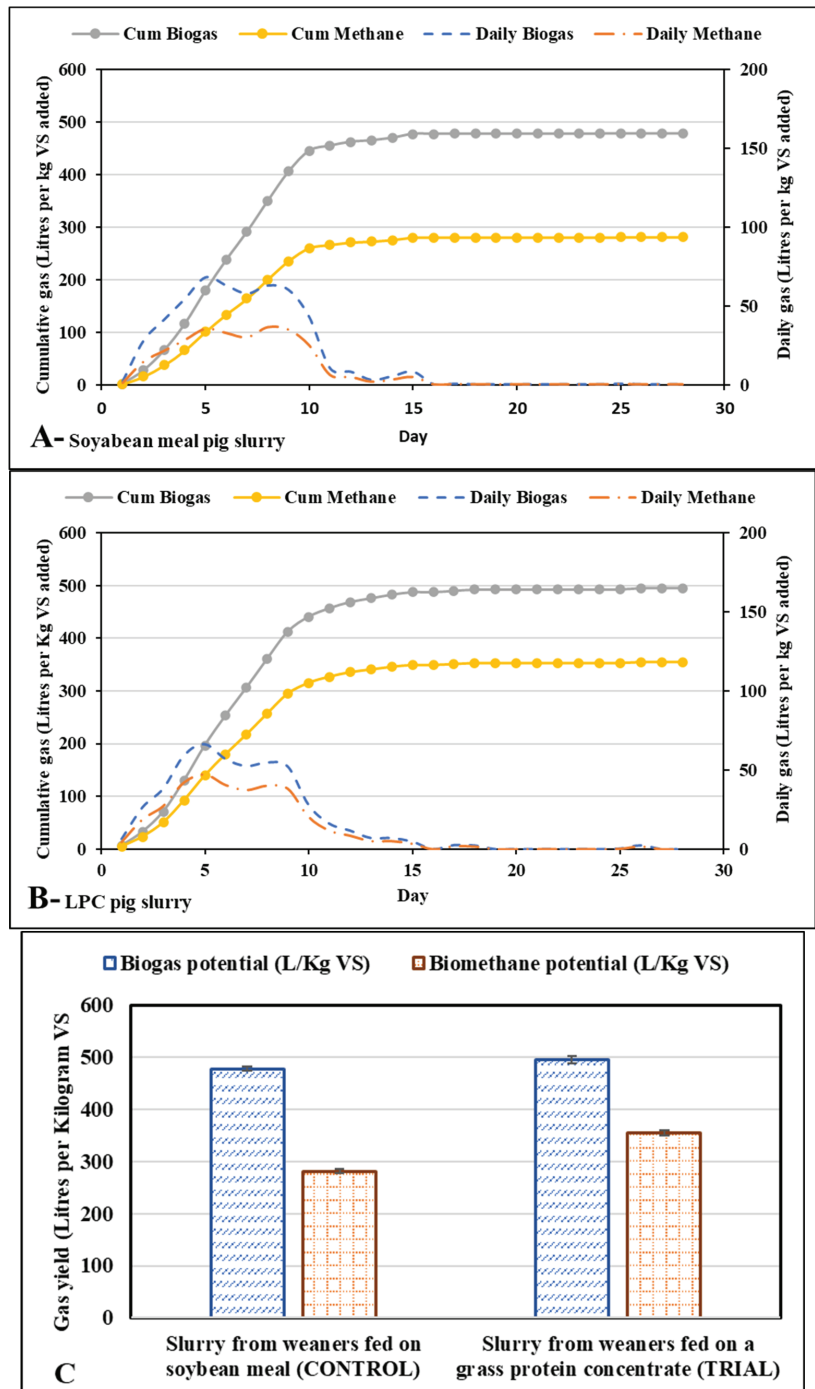 Cum Biogas Cum Methane Daily Biogas Daily Methane
600
500
400
300
200
100
0
Cumulative gas (Litres per kg VS added)
200
150
100
50
0
Daily gas (Litres per kg VS added)
0 5 10 15 20 25 30
Day
A- Soyabean meal pig slurry
Cum Biogas Cum Methane Daily Biogas Daily Methane
600
500
400
300
200
100
0
Cumulative gas (Litres per Kg VS added)
200
150
100
50
0
Daily gas (Litres per kg VS added)
0 5 10 15 20 25 30
Day
B- LPC pig slurry
Biogas potential (L/Kg VS) Biomethane potential (L/Kg VS)
600
500
400
300
200
100
0
Gas yield (Litres per Kilogram VS
Slurry from weaners fed on
soybean meal (CONTROL)
Slurry from weaners fed on a
grass protein concentrate (TRIAL)
C